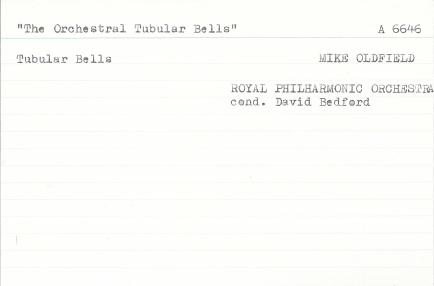 "The Orchestral Tubular Bells" A 6646
Tubular Bells MIKE OLDFIELD
ROYAL PHILHARMONIC ORCHESTRA
cond. David Bedford